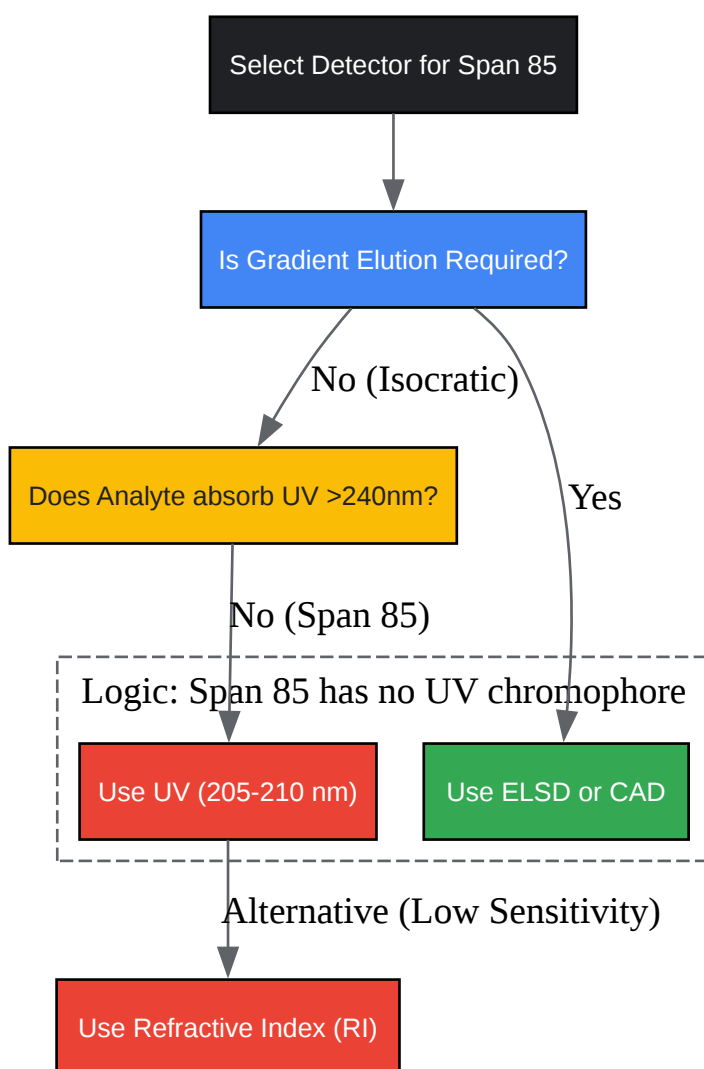 Select Detector for Span 85
Is Gradient Elution Required?
No (Isocratic)
Does Analyte absorb UV >240nm?
Yes
No (Span 85)
Logic: Span 85 has no UV chromophore
Use UV (205-210 nm)
Use ELSD or CAD
Alternative (Low Sensitivity)
Use Refractive Index (RI)